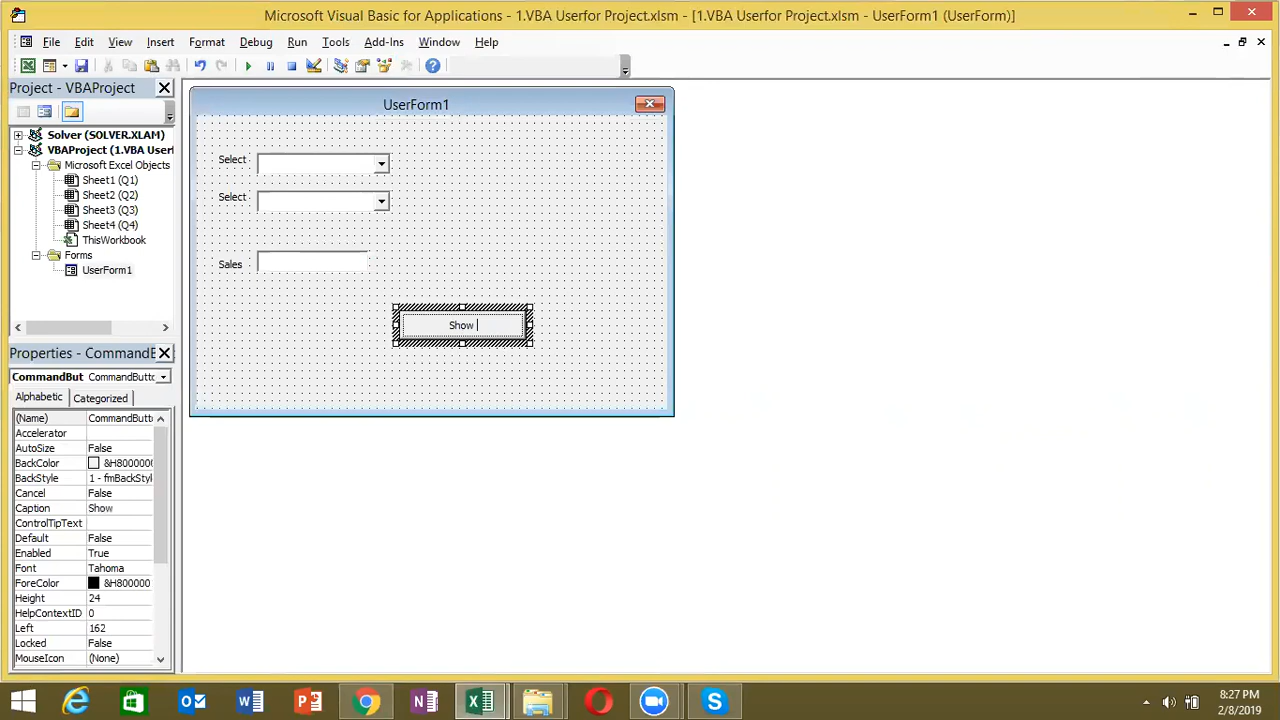 Microsoft Visual Basic for Applications - 1.VBA Userfor Project.xlsm - [1.VBA Userfor Project.xlsm - UserForm1 (UserForm)]
File Edit View Insert Format Debug Run Tools Add-Ins Window Help
Project - VBAProject
Solver (SOLVER.XLAM)
VBAProject (1.VBA Userf
Microsoft Excel Objects
Sheet1 (Q1)
Sheet2 (Q2)
Sheet3 (Q3)
Sheet4 (Q4)
ThisWorkbook
Forms
UserForm1
UserForm1
Select
Select
Sales
Show
Properties - CommandB
CommandBut CommandButto
Alphabetic Categorized
(Name) CommandButto
Accelerator
AutoSize False
BackColor &H8000000
BackStyle 1 - fmBackStyl
Cancel False
Caption Show
ControlTipText
Default False
Enabled True
Font Tahoma
ForeColor &H800000
Height 24
HelpContextID 0
Left 162
Locked False
MouseIcon (None)
8:27 PM
2/8/2019